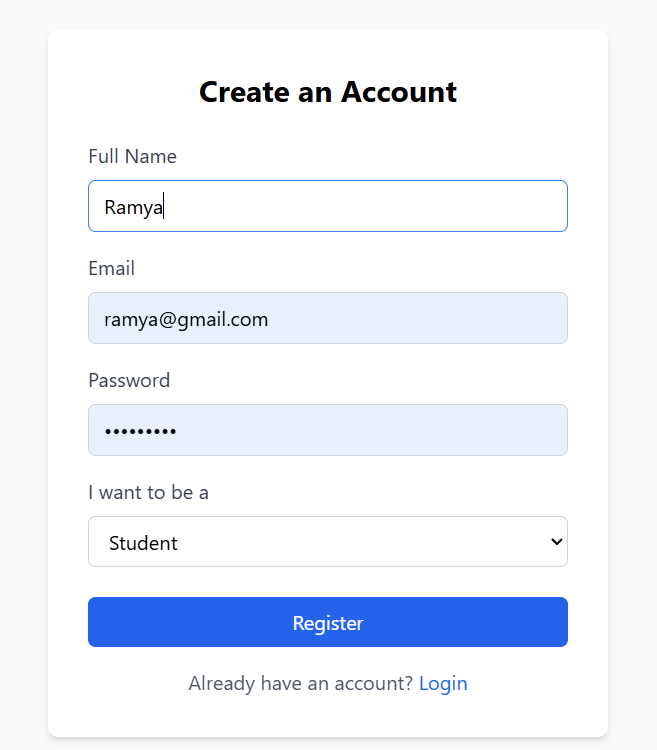 Create an Account
Full Name
Ramya
Email
ramya@gmail.com
Password
•••••••••
I want to be a
Student
Register
Already have an account? Login